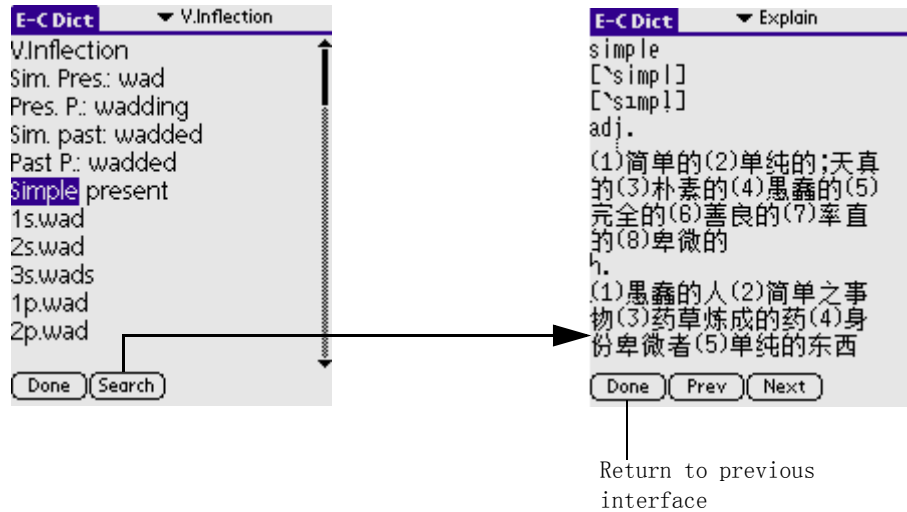 E-C Dict ▼ V.Inflection
V.Inflection
Sim. Pres.: wad
Pres. P.: wadding
Sim. past: wadded
Past P.: wadded
Simple present
1s.wad
2s.wad
3s.wads
1p.wad
2p.wad
Done Search
E-C Dict ▼ Explain
simple
[ˋsimpl]
[ˋsɪmpl̩]
adj.
(1)简单的(2)单纯的;天真
的(3)朴素的(4)愚蠢的(5)
完全的(6)善良的(7)率直
的(8)卑微的
n.
(1)愚蠢的人(2)简单之事
物(3)药草炼成的药(4)身
份卑微者(5)单纯的东西
Done Prev Next
Return to previous
interface